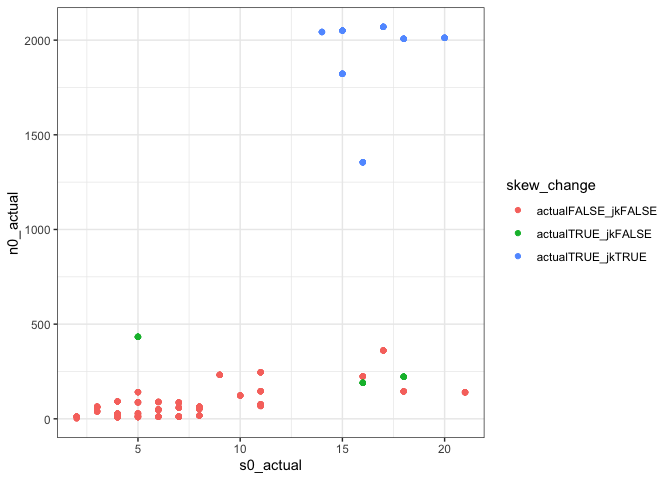 2000
1500
1000
500
0
n0_actual
5
10
15
20
s0_actual
skew_change
actualFALSE_jkFALSE
actualTRUE_jkFALSE
actualTRUE_jkTRUE